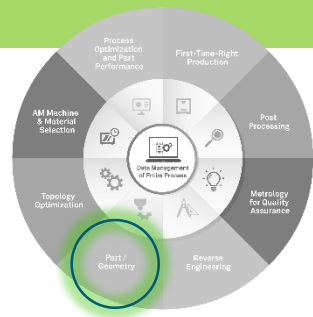 Process
Optimization
and Part
Performance
First-Time-Right
Production
AM Machine
& Material
Selection
Post
Processing
Data Management
of Entire Process
Topology
Optimization
Metrology
for Quality
Assurance
Part /
Geometry
Reverse
Engineering